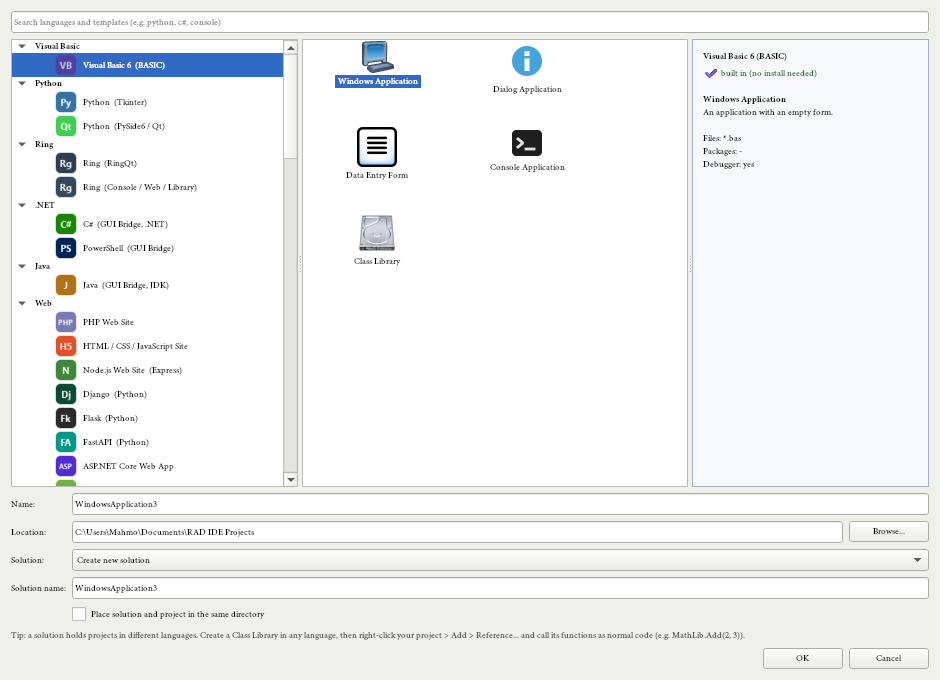 Search languages and templates (e.g. python, c#, console)
Visual Basic
VB Visual Basic 6 (BASIC)
Python
Py Python (Tkinter)
Qt Python (PySide6 / Qt)
Ring
Rg Ring (RingQt)
Rg Ring (Console / Web / Library)
.NET
C# C# (GUI Bridge, .NET)
PS PowerShell (GUI Bridge)
Java
J Java (GUI Bridge, JDK)
Web
PHP PHP Web Site
H5 HTML / CSS / JavaScript Site
N Node.js Web Site (Express)
Dj Django (Python)
Fk Flask (Python)
FA FastAPI (Python)
ASP ASP.NET Core Web App
Windows Application
Dialog Application
Data Entry Form
Console Application
Class Library
Visual Basic 6 (BASIC)
built in (no install needed)
Windows Application
An application with an empty form.
Files: *.bas
Packages: -
Debugger: yes
Name: WindowsApplication3
Location: C:\Users\Mahmo\Documents\RAD IDE Projects Browse...
Solution: Create new solution
Solution name: WindowsApplication3
Place solution and project in the same directory
Tip: a solution holds projects in different languages. Create a Class Library in any language, then right-click your project > Add > Reference... and call its functions as normal code (e.g. MathLib.Add(2, 3)).
OK Cancel